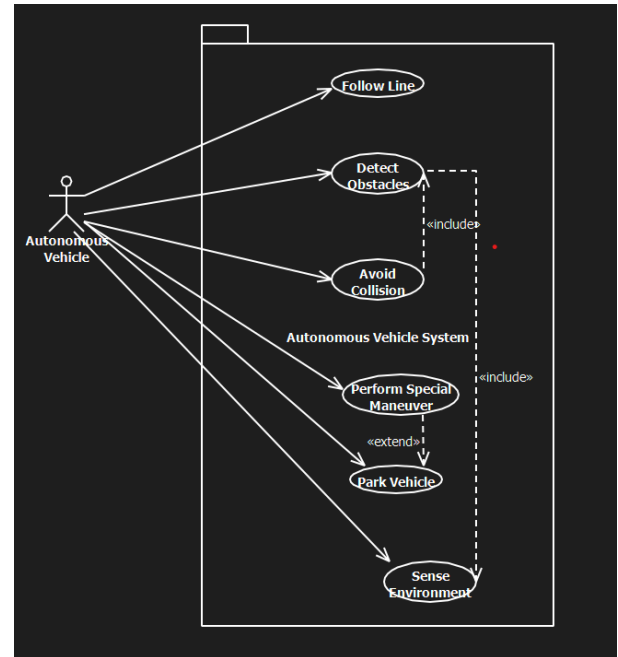 Follow Line
Detect
Obstacles
Autonomous
Vehicle
«include»
Avoid
Collision
Autonomous Vehicle System
«include»
Perform Special
Maneuver
«extend»
Park Vehicle
Sense
Environment